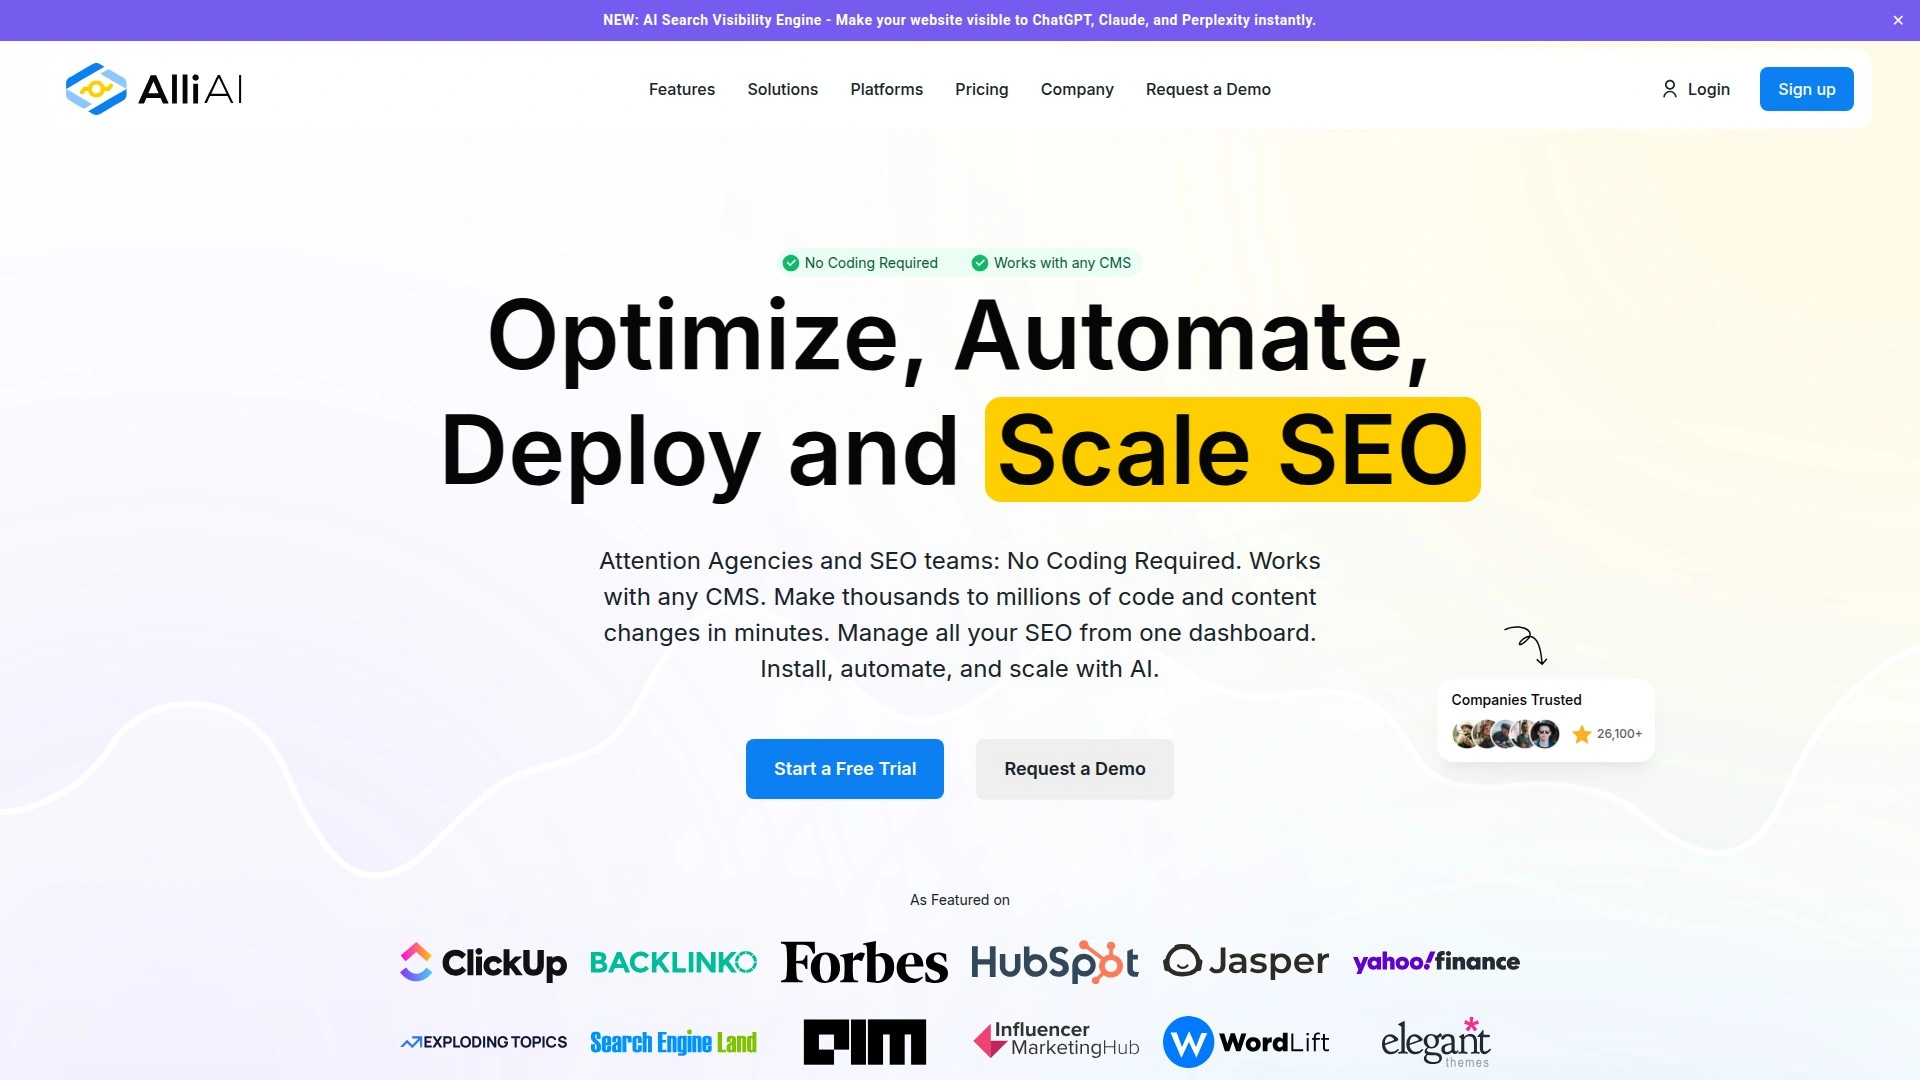 NEW: AI Search Visibility Engine - Make your website visible to ChatGPT, Claude, and Perplexity instantly.
×
AlliAI
Features
Solutions
Platforms
Pricing
Company
Request a Demo
Login
Sign up
No Coding Required
Works with any CMS
Optimize, Automate,
Deploy and Scale SEO
Attention Agencies and SEO teams: No Coding Required. Works
with any CMS. Make thousands to millions of code and content
changes in minutes. Manage all your SEO from one dashboard.
Install, automate, and scale with AI.
Companies Trusted
26,100+
Start a Free Trial
Request a Demo
As Featured on
ClickUp
BACKLINKO
Forbes
HubSpot
Jasper
yahoo!finance
EXPLODING TOPICS
Search Engine Land
Influencer
MarketingHub
W WordLift
elegant
themes